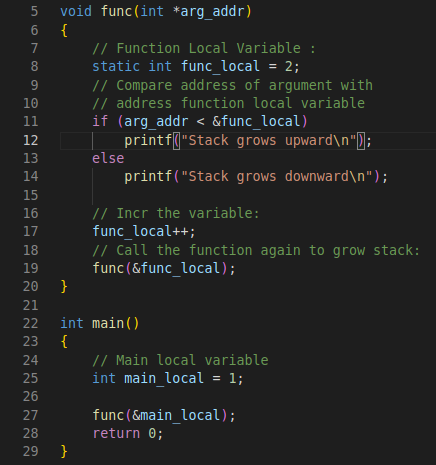 5 void func(int *arg_addr)
6 {
7     // Function Local Variable :
8     static int func_local = 2;
9     // Compare address of argument with
10     // address function local variable
11     if (arg_addr < &func_local)
12         printf("Stack grows upward\n");
13     else
14         printf("Stack grows downward\n");
15
16     // Incr the variable:
17     func_local++;
18     // Call the function again to grow stack:
19     func(&func_local);
20 }
21
22 int main()
23 {
24     // Main local variable
25     int main_local = 1;
26
27     func(&main_local);
28     return 0;
29 }